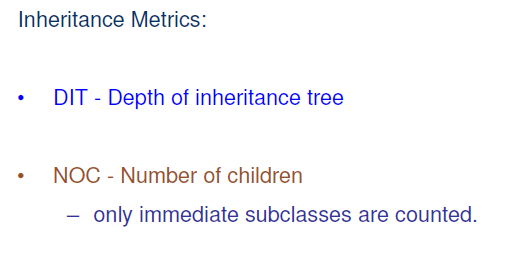 Inheritance Metrics:
• DIT - Depth of inheritance tree
• NOC - Number of children
– only immediate subclasses are counted.